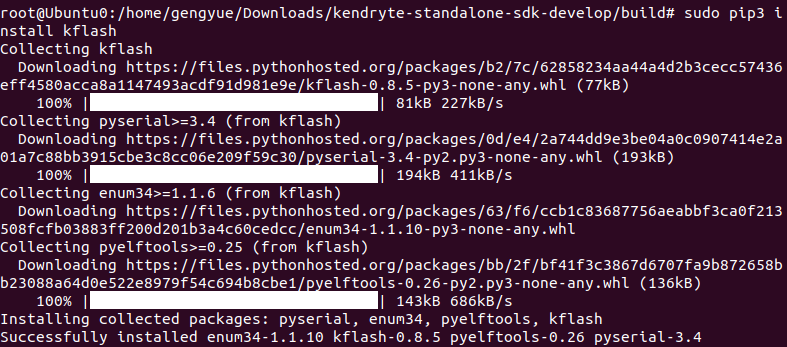 root@Ubuntu0:/home/gengyue/Downloads/kendryte-standalone-sdk-develop/build# sudo pip3 i
nstall kflash
Collecting kflash
  Downloading https://files.pythonhosted.org/packages/b2/7c/62858234aa44a4d2b3cecc57436
eff4580acca8a1147493acdf91d981e9e/kflash-0.8.5-py3-none-any.whl (77kB)
    100% |                                | 81kB 227kB/s
Collecting pyserial>=3.4 (from kflash)
  Downloading https://files.pythonhosted.org/packages/0d/e4/2a744dd9e3be04a0c0907414e2a
01a7c88bb3915cbe3c8cc06e209f59c30/pyserial-3.4-py2.py3-none-any.whl (193kB)
    100% |                                | 194kB 411kB/s
Collecting enum34>=1.1.6 (from kflash)
  Downloading https://files.pythonhosted.org/packages/63/f6/ccb1c83687756aeabbf3ca0f213
508fcfb03883ff200d201b3a4c60cedcc/enum34-1.1.10-py3-none-any.whl
Collecting pyelftools>=0.25 (from kflash)
  Downloading https://files.pythonhosted.org/packages/bb/2f/bf41f3c3867d6707fa9b872658b
b23088a64d0e522e8979f54c694b8cbe1/pyelftools-0.26-py2.py3-none-any.whl (136kB)
    100% |                                | 143kB 686kB/s
Installing collected packages: pyserial, enum34, pyelftools, kflash
Successfully installed enum34-1.1.10 kflash-0.8.5 pyelftools-0.26 pyserial-3.4